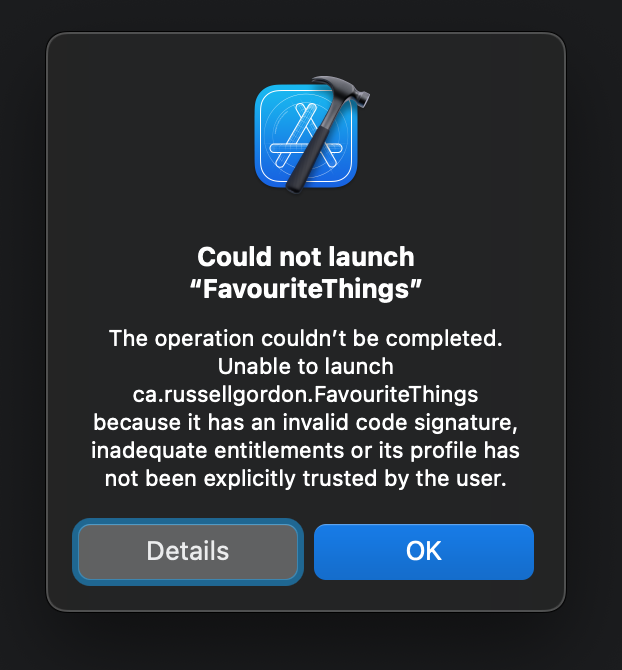 Could not launch
“FavouriteThings”
The operation couldn’t be completed.
Unable to launch
ca.russellgordon.FavouriteThings
because it has an invalid code signature,
inadequate entitlements or its profile has
not been explicitly trusted by the user.
Details
OK